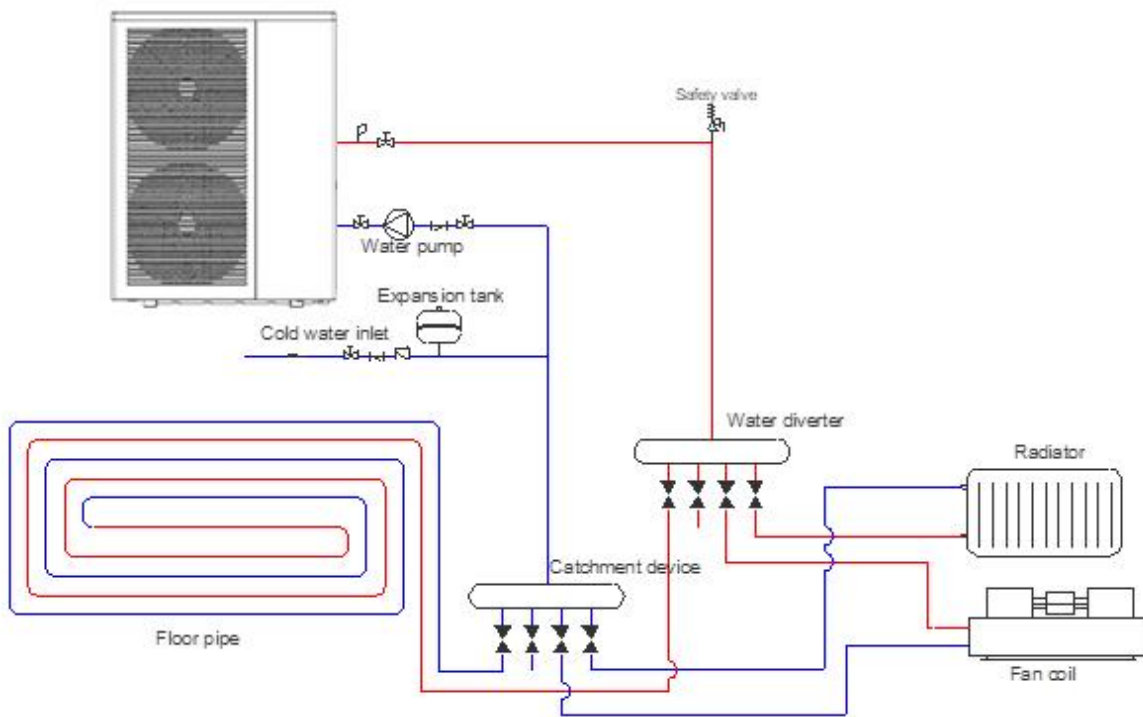 Safety valve
Water pump
Expansion tank
Cold water inlet
Water diverter
Radiator
Catchment device
Floor pipe
Fan coil